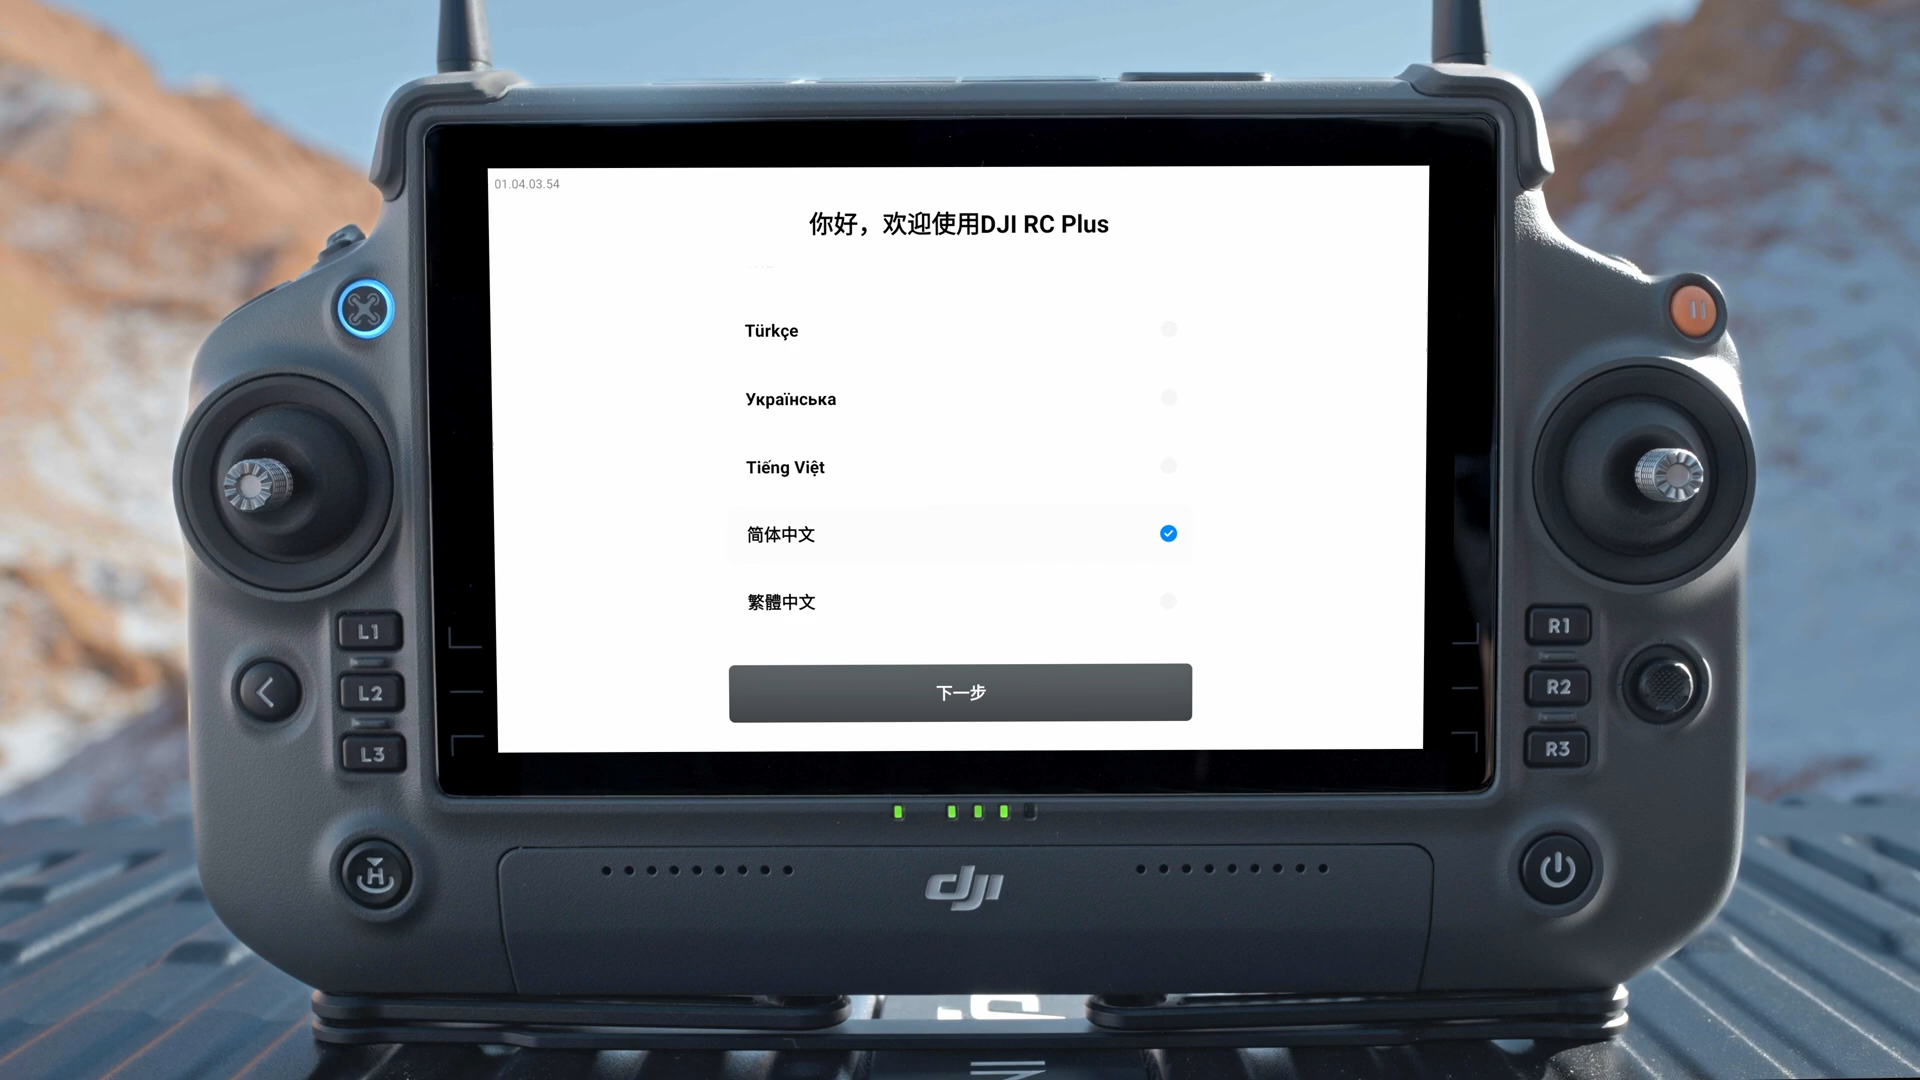 01.04.03.54
你好，欢迎使用DJI RC Plus
Türkçe
Українська
Tiếng Việt
简体中文
繁體中文
下一步
L1
L2
L3
R1
R2
R3
H
dji